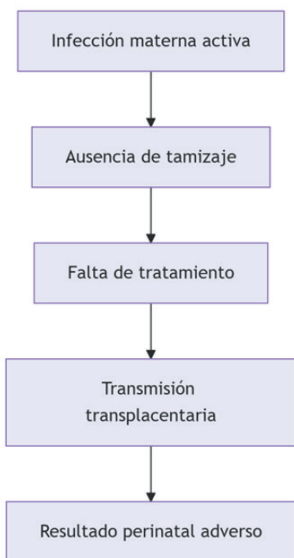 Infección materna activa
Ausencia de tamizaje
Falta de tratamiento
Transmisión
transplacentaria
Resultado perinatal adverso